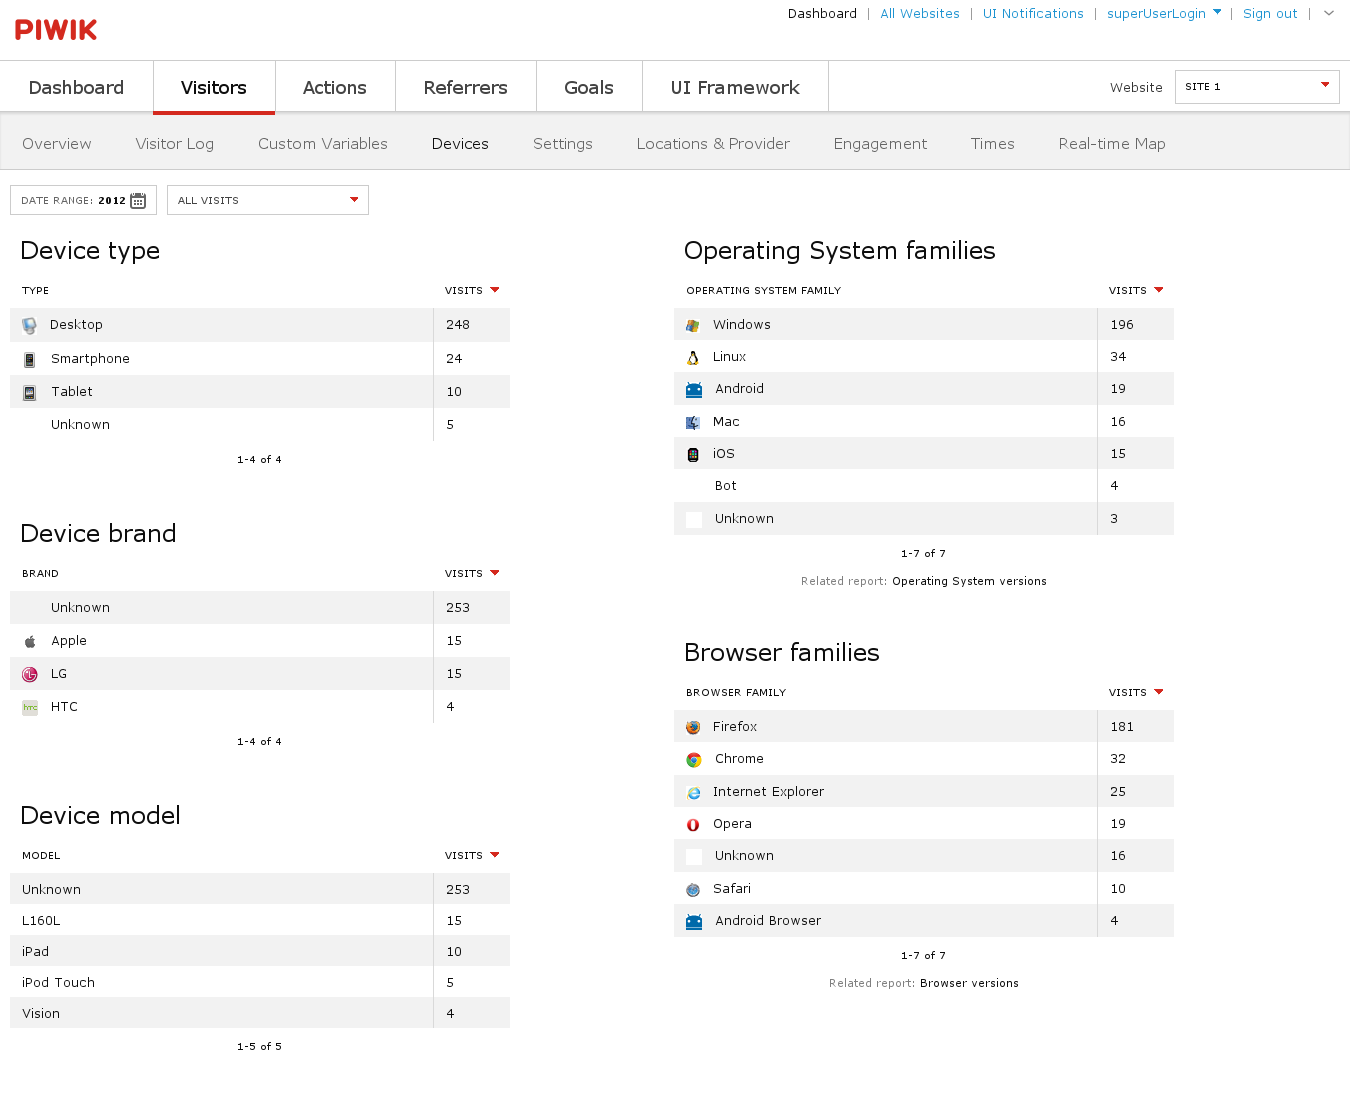 Dashboard | All Websites | UI Notifications | superUserLogin | Sign out |
PIWIK
Dashboard Visitors Actions Referrers Goals UI Framework Website SITE 1
Overview Visitor Log Custom Variables Devices Settings Locations & Provider Engagement Times Real-time Map
DATE RANGE: 2012 ALL VISITS
Device type
TYPE VISITS
Desktop 248
Smartphone 24
Tablet 10
Unknown 5
1-4 of 4
Device brand
BRAND VISITS
Unknown 253
Apple 15
LG 15
htc HTC 4
1-4 of 4
Device model
MODEL VISITS
Unknown 253
L160L 15
iPad 10
iPod Touch 5
Vision 4
1-5 of 5
Operating System families
OPERATING SYSTEM FAMILY VISITS
Windows 196
Linux 34
Android 19
Mac 16
iOS 15
Bot 4
Unknown 3
1-7 of 7
Related report: Operating System versions
Browser families
BROWSER FAMILY VISITS
Firefox 181
Chrome 32
Internet Explorer 25
Opera 19
Unknown 16
Safari 10
Android Browser 4
1-7 of 7
Related report: Browser versions